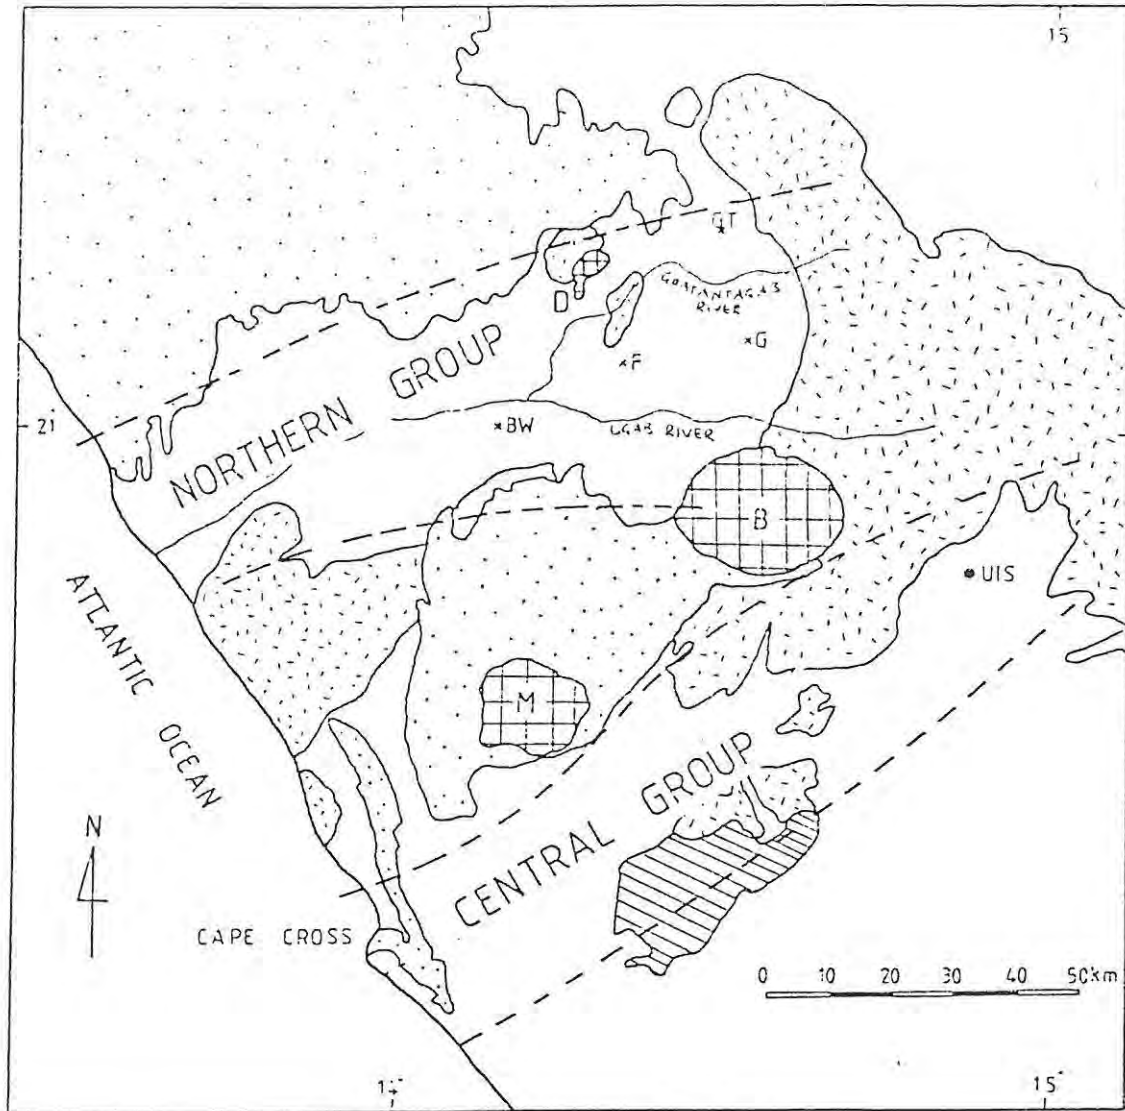 15
GT
GOATANTAGAB
RIVER
D
*G
*F
21
NORTHERN GROUP
*BW
UGAB RIVER
B
UIS
ATLANTIC OCEAN
M
CENTRAL GROUP
N
CAPE CROSS
0 10 20 30 40 50km
15